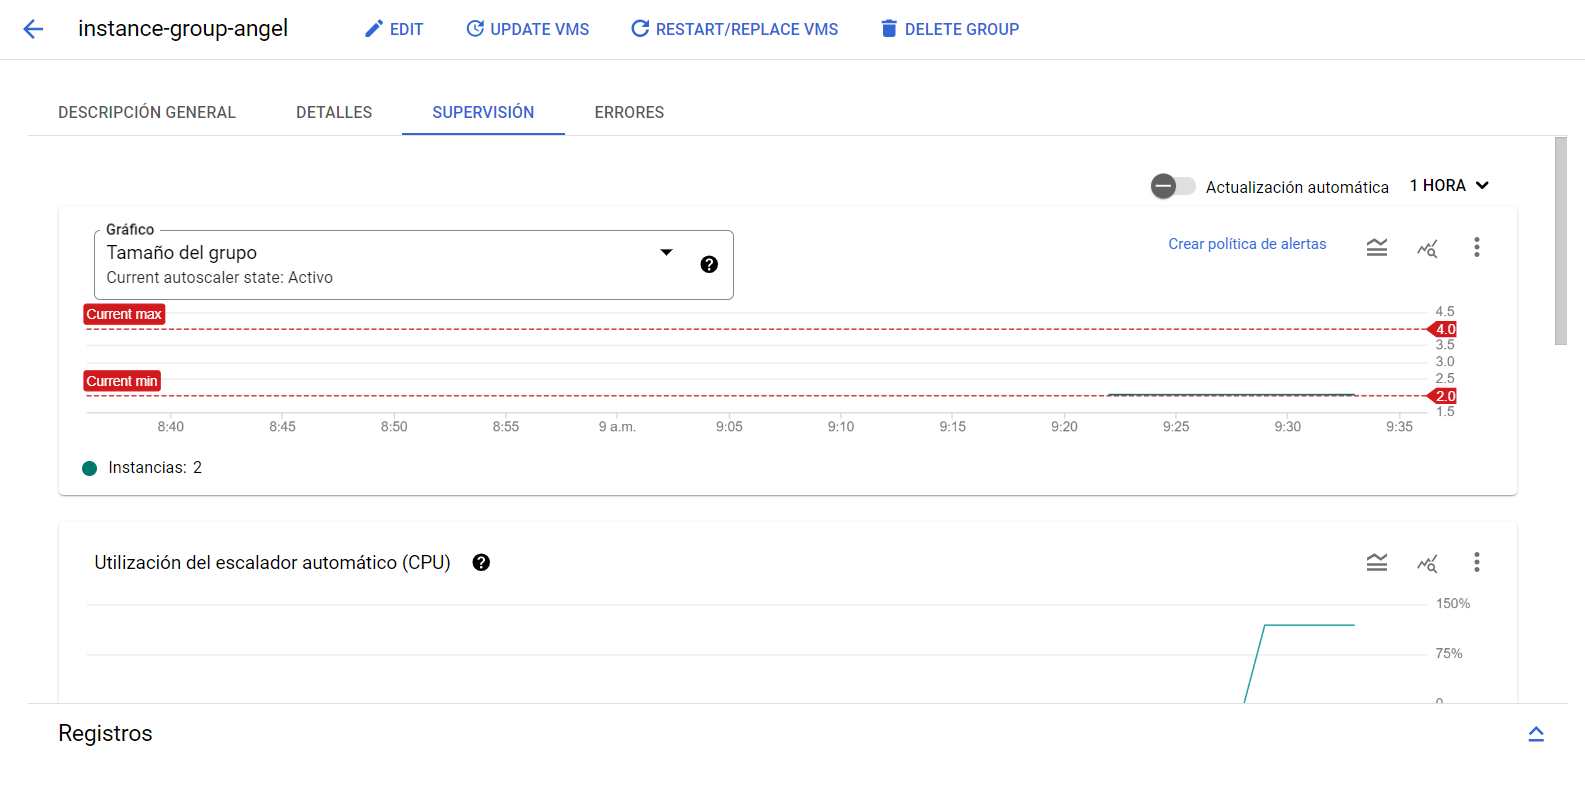 instance-group-angel EDIT UPDATE VMS RESTART/REPLACE VMS DELETE GROUP
DESCRIPCIÓN GENERAL DETALLES SUPERVISIÓN ERRORES
Actualización automática 1 HORA
Gráfico
Tamaño del grupo
Current autoscaler state: Activo
Crear política de alertas
Current max
4.5
4.0
3.5
3.0
Current min
2.5
2.0
1.5
8:40 8:45 8:50 8:55 9 a.m. 9:05 9:10 9:15 9:20 9:25 9:30 9:35
Instancias: 2
Utilización del escalador automático (CPU)
150%
75%
0
Registros